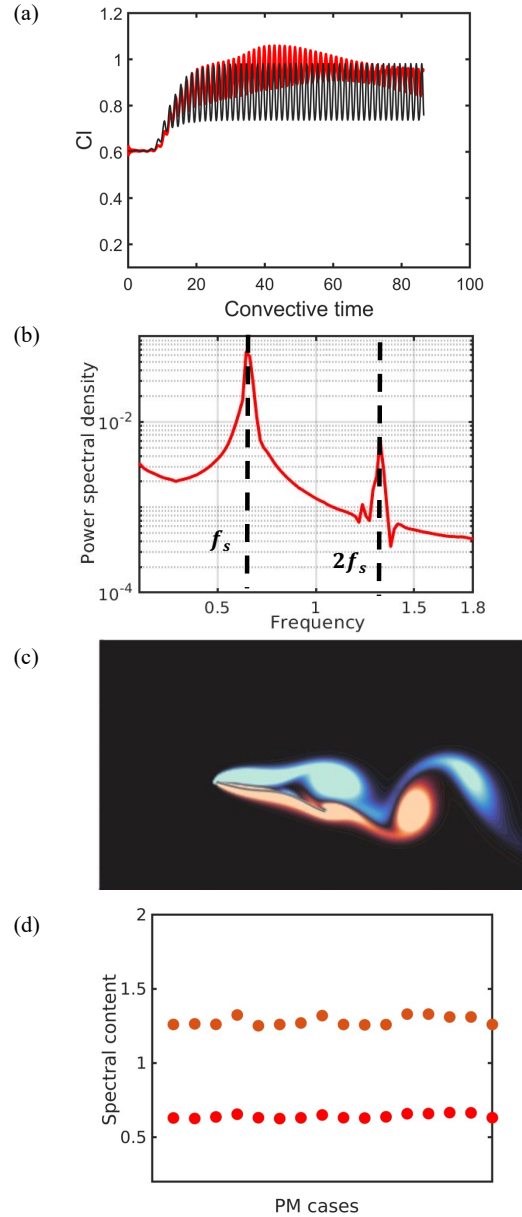 (a)
1.2
1
0.8
0.6
0.4
0.2
Cl
0 20 40 60 80 100
Convective time
(b)
Power spectral density
10-2
10-4
fs
2fs
0.5 1 1.5 1.8
Frequency
(c)
(d)
2
1.5
1
0.5
Spectral content
PM cases